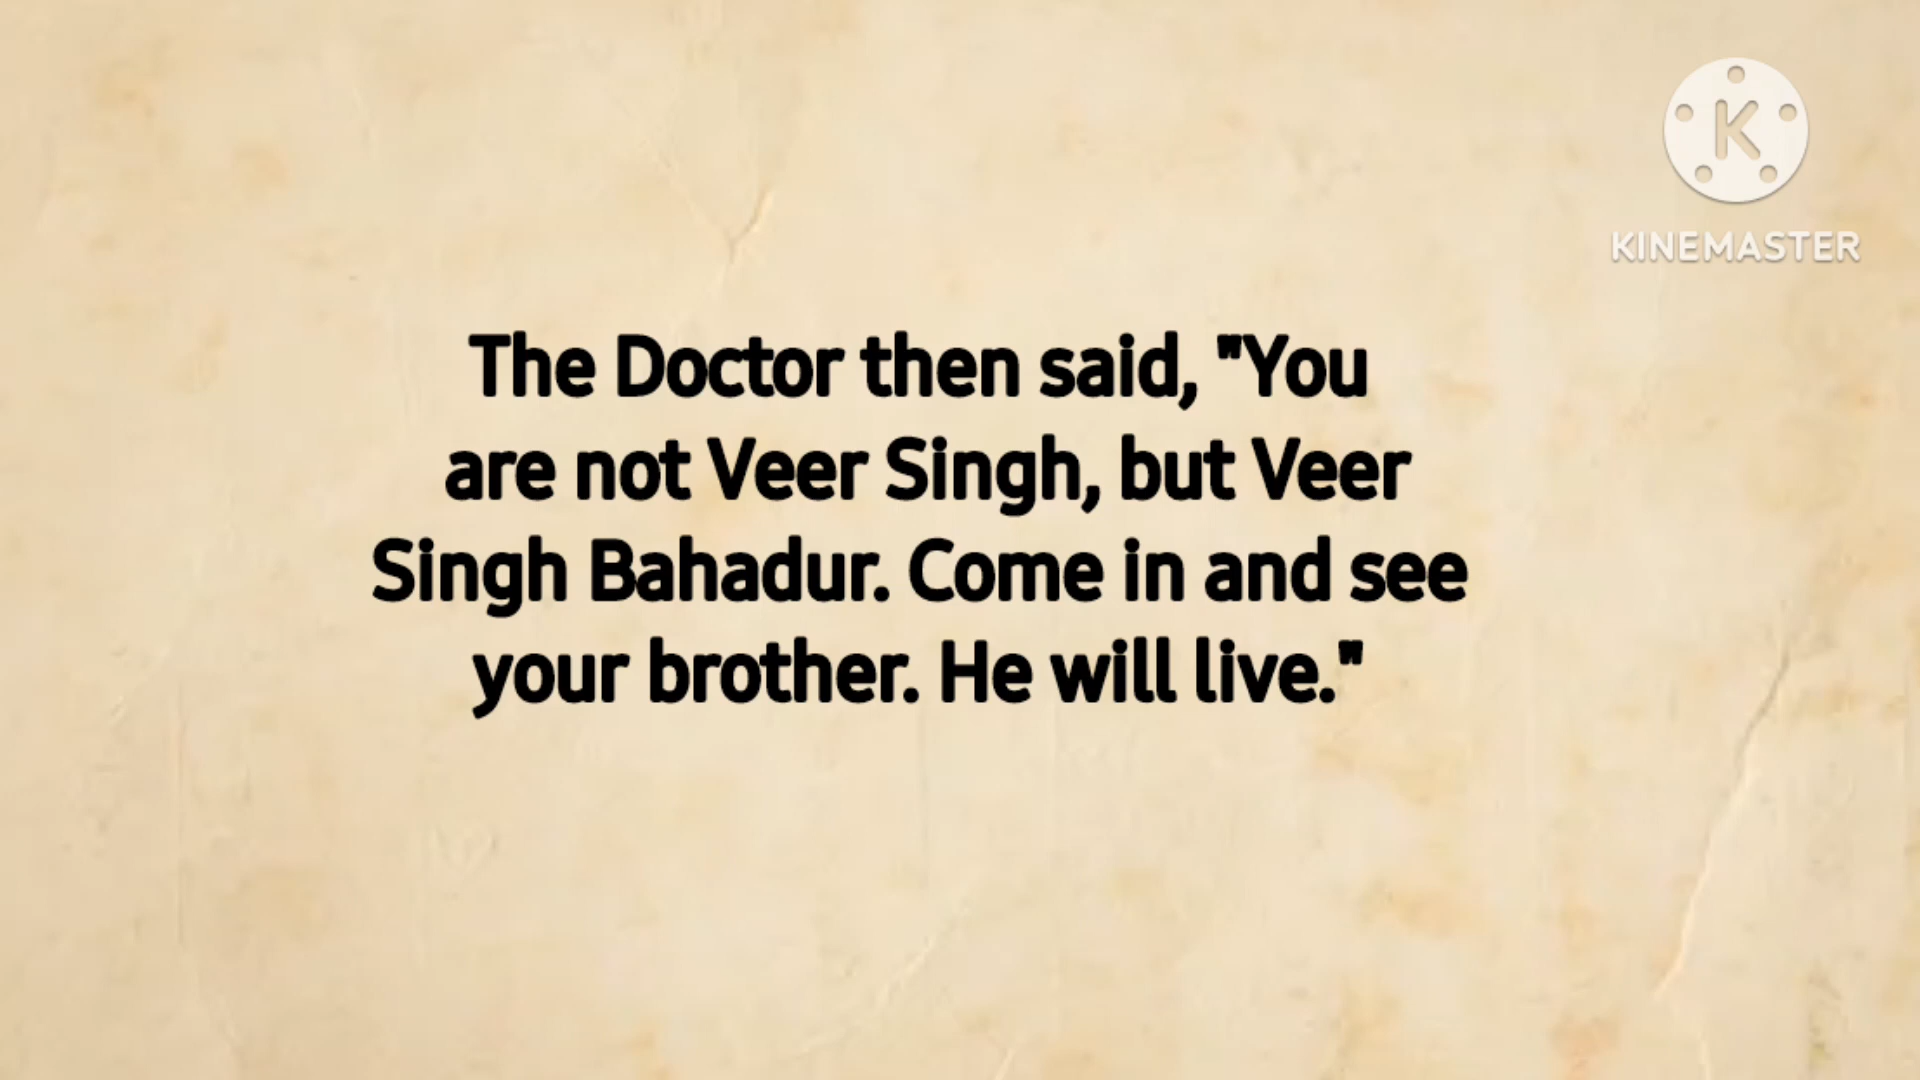 K
KINEMASTER
The Doctor then said, "You
are not Veer Singh, but Veer
Singh Bahadur. Come in and see
your brother. He will live."